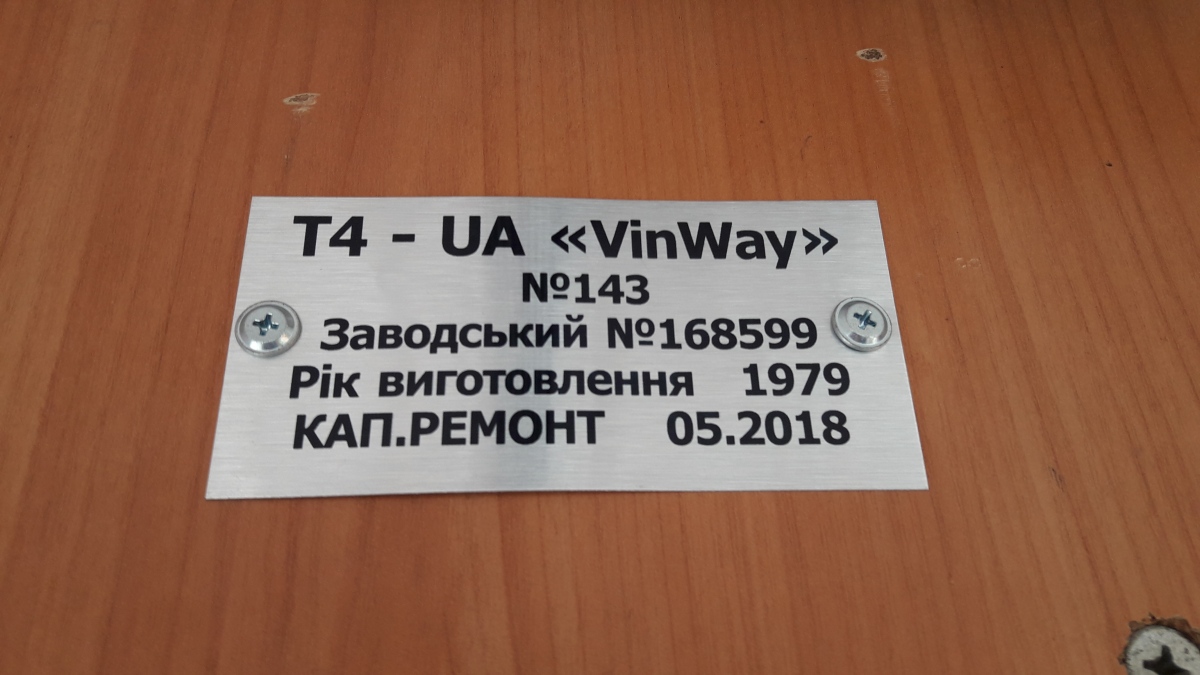 T4 - UA «VinWay»
№143
Заводський №168599
Рік виготовлення 1979
КАП.РЕМОНТ 05.2018